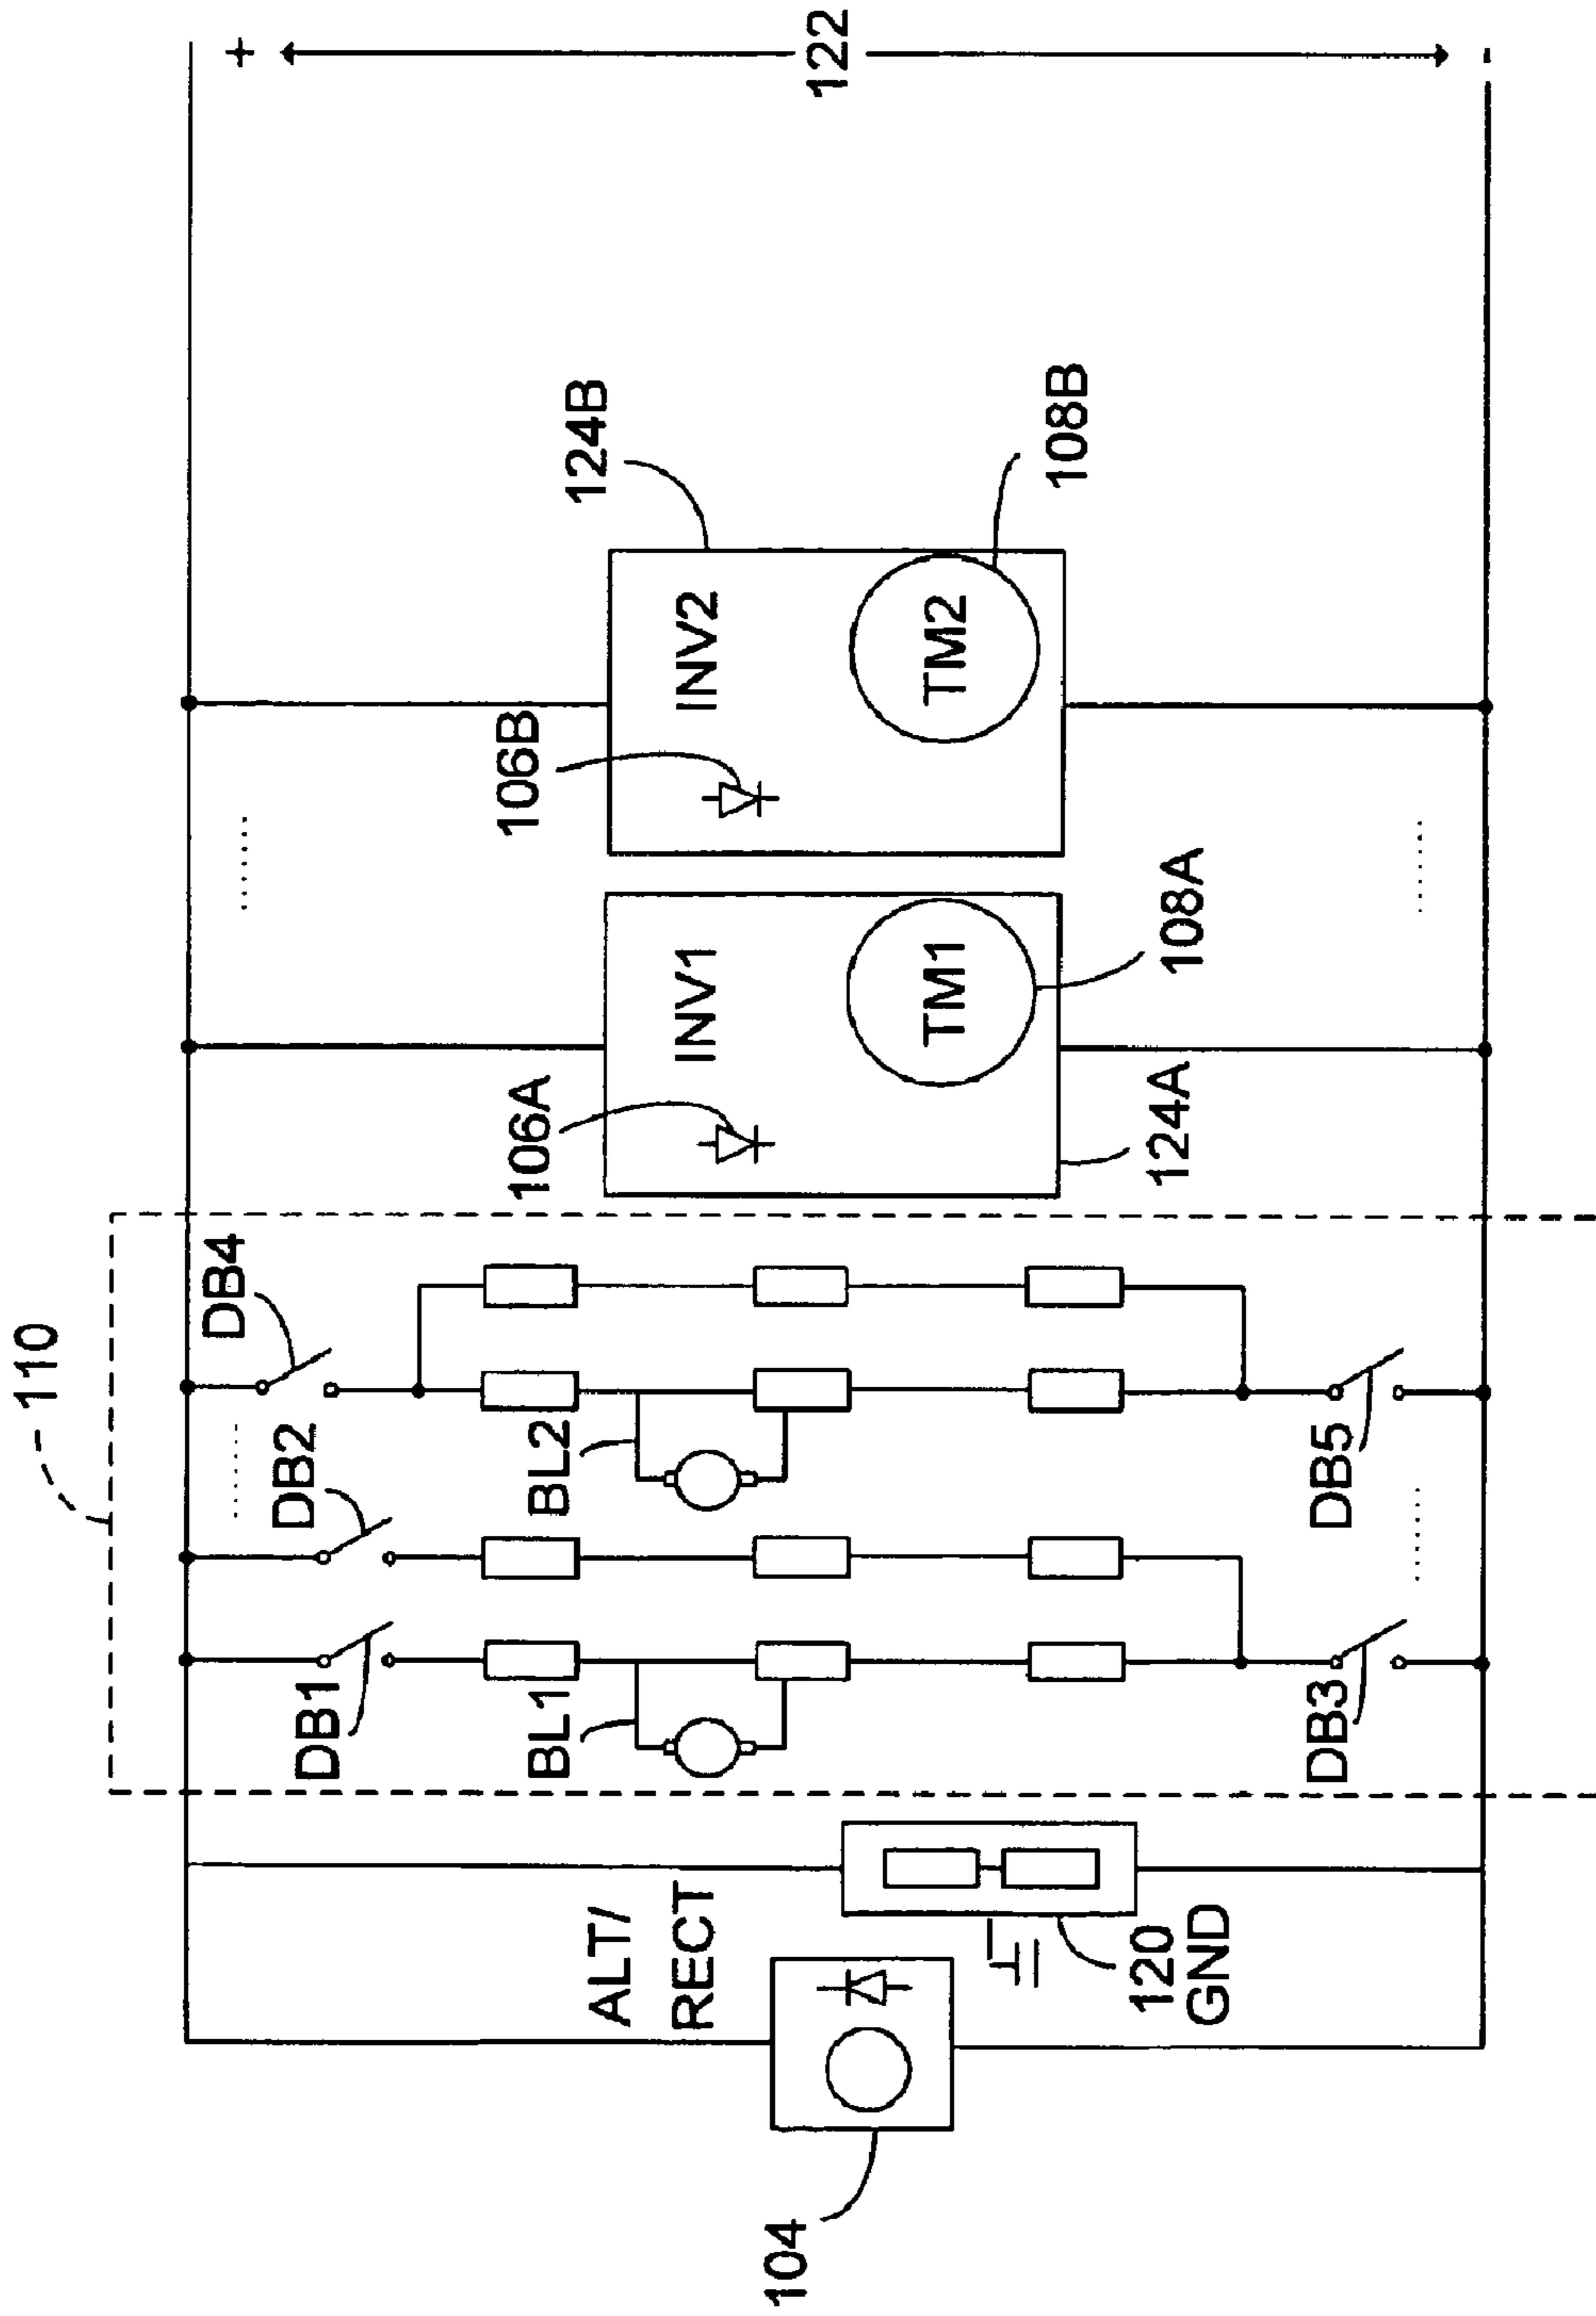 110
DB4
DB2
DB1
BL2
BL1
DB5
DB3
ALT/
RECT
120
GND
104
106A
INV1
TM1
108A
124A
106B
INV2
TM2
124B
108B
+
122
-